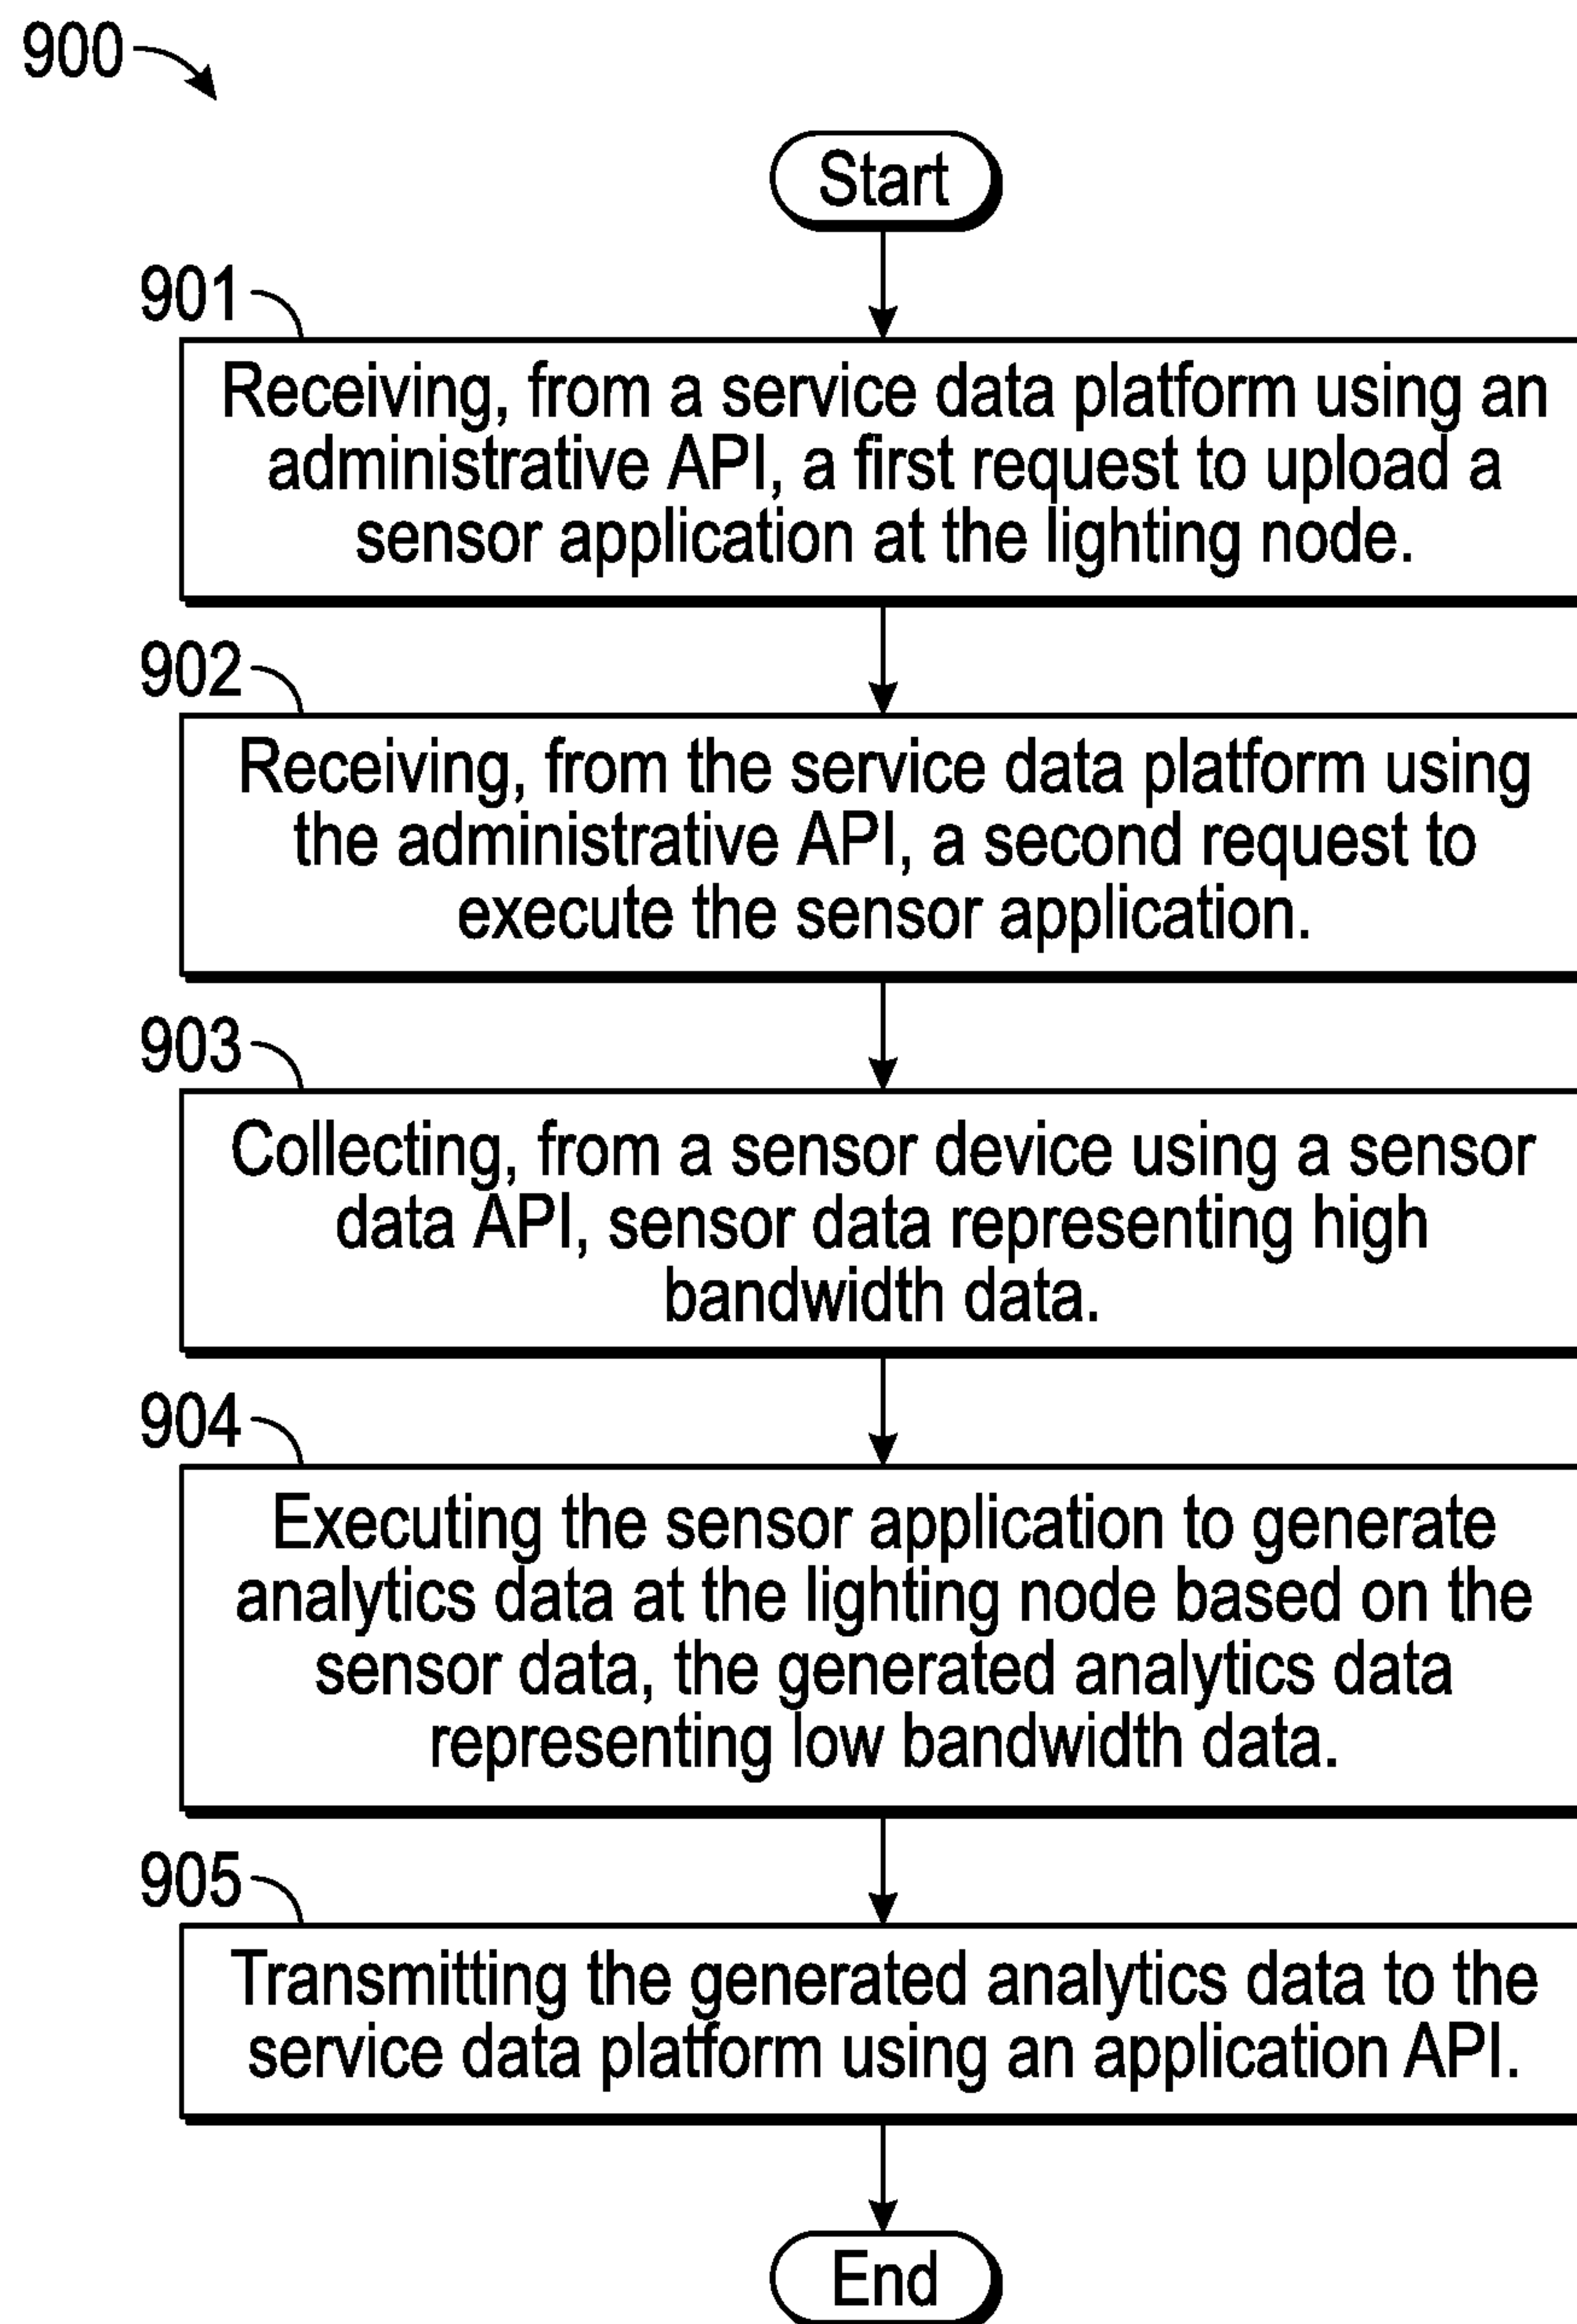 900
Start
901
Receiving, from a service data platform using an
administrative API, a first request to upload a
sensor application at the lighting node.
902
Receiving, from the service data platform using
the administrative API, a second request to
execute the sensor application.
903
Collecting, from a sensor device using a sensor
data API, sensor data representing high
bandwidth data.
904
Executing the sensor application to generate
analytics data at the lighting node based on the
sensor data, the generated analytics data
representing low bandwidth data.
905
Transmitting the generated analytics data to the
service data platform using an application API.
End